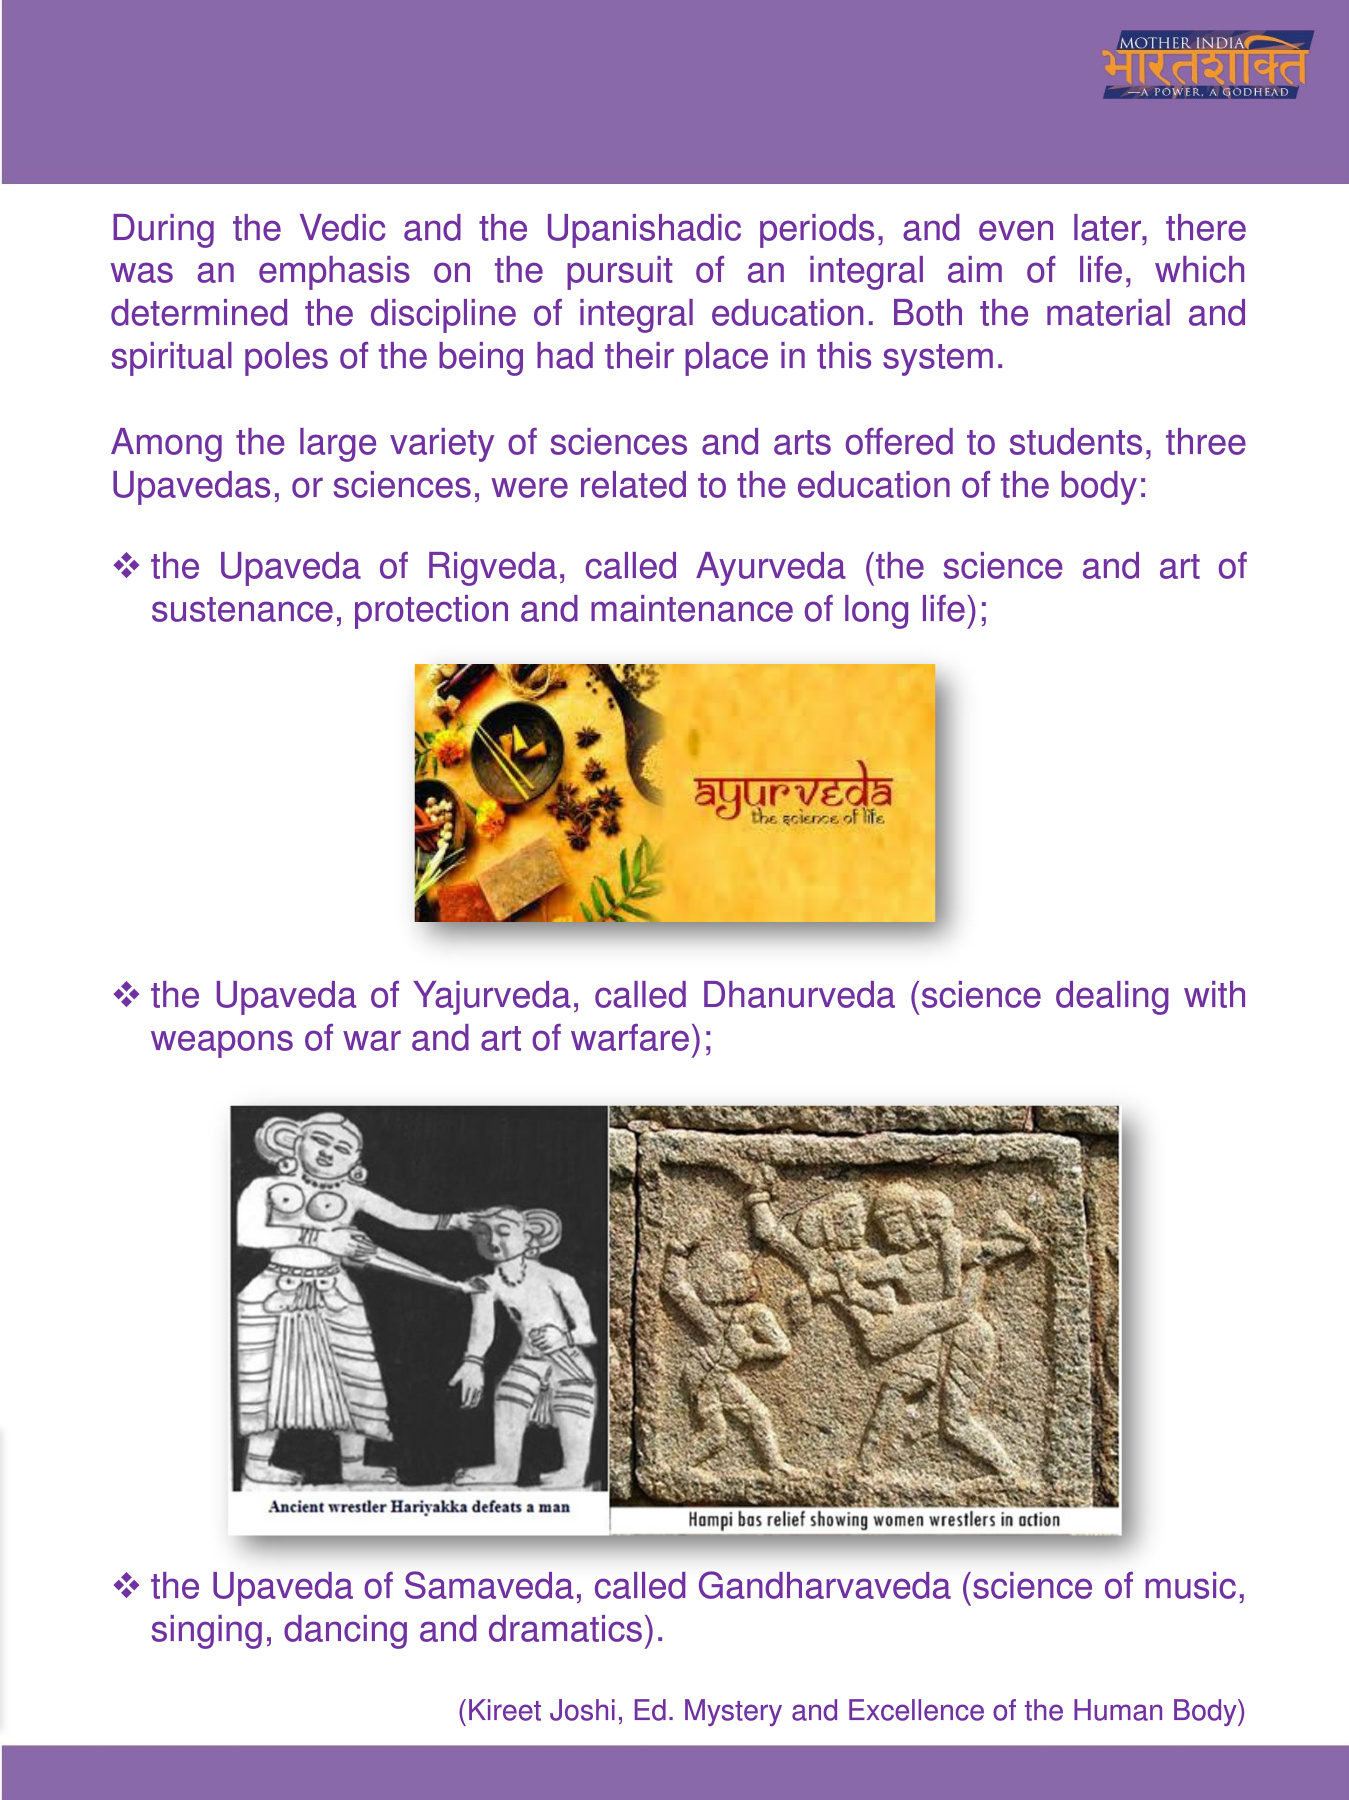 MOTHER INDIA
भारतशक्ति
—A POWER, A GODHEAD
During the Vedic and the Upanishadic periods, and even later, there
was an emphasis on the pursuit of an integral aim of life, which
determined the discipline of integral education. Both the material and
spiritual poles of the being had their place in this system.
Among the large variety of sciences and arts offered to students, three
Upavedas, or sciences, were related to the education of the body:
❖ the Upaveda of Rigveda, called Ayurveda (the science and art of
sustenance, protection and maintenance of long life);
ayurveda
the science of life
❖ the Upaveda of Yajurveda, called Dhanurveda (science dealing with
weapons of war and art of warfare);
Ancient wrestler Hariyakka defeats a man
Hampi bas relief showing women wrestlers in action
❖ the Upaveda of Samaveda, called Gandharvaveda (science of music,
singing, dancing and dramatics).
(Kireet Joshi, Ed. Mystery and Excellence of the Human Body)